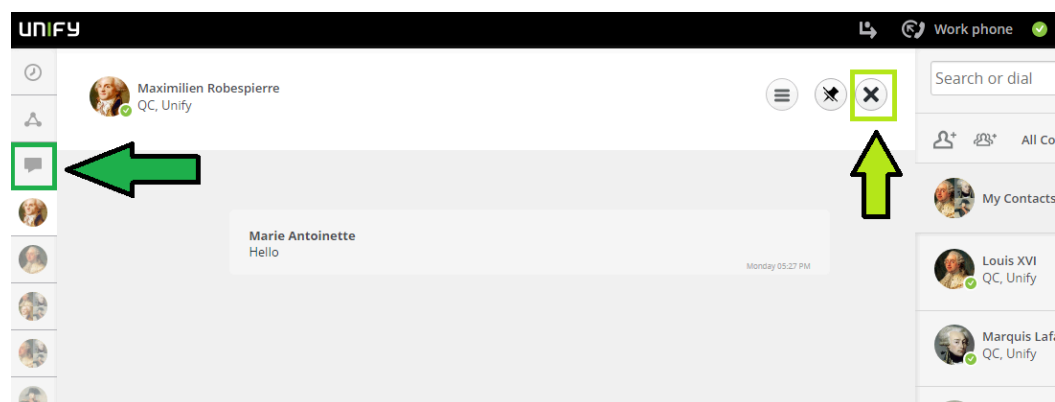 UNIFY
Work phone
Maximilien Robespierre
QC, Unify
Search or dial
All Co
My Contacts
Marie Antoinette
Hello
Monday 05:27 PM
Louis XVI
QC, Unify
Marquis Lafa
QC, Unify